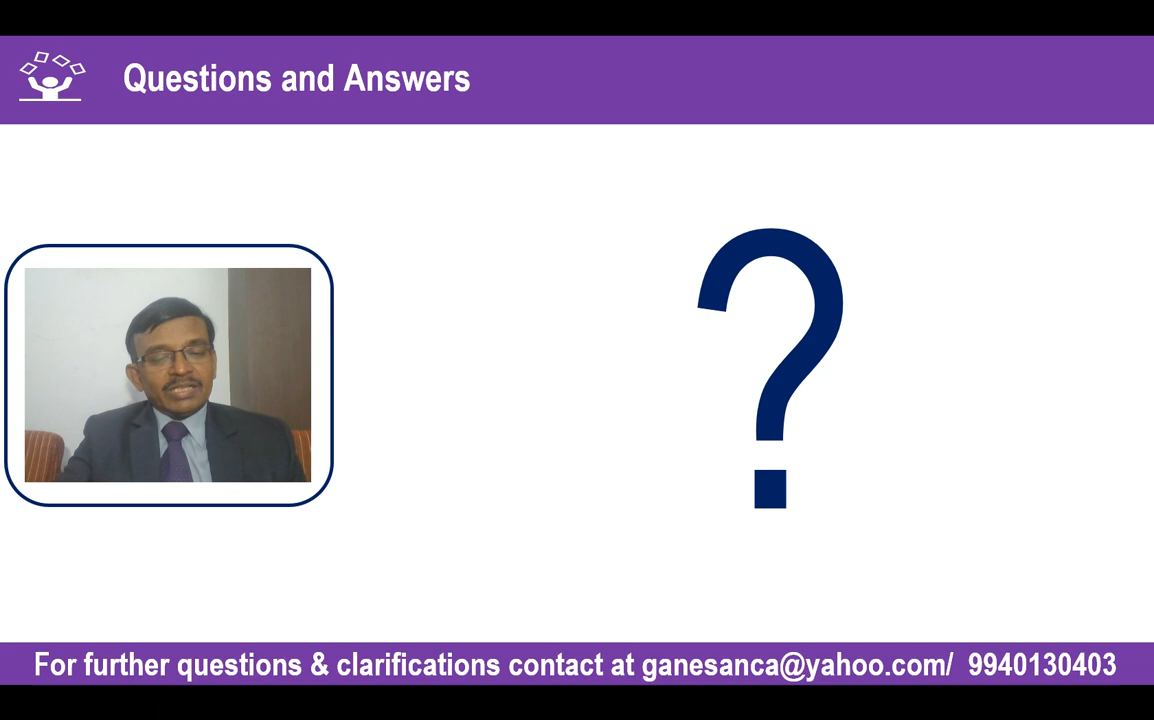 Questions and Answers
?
For further questions & clarifications contact at ganesanca@yahoo.com/ 9940130403